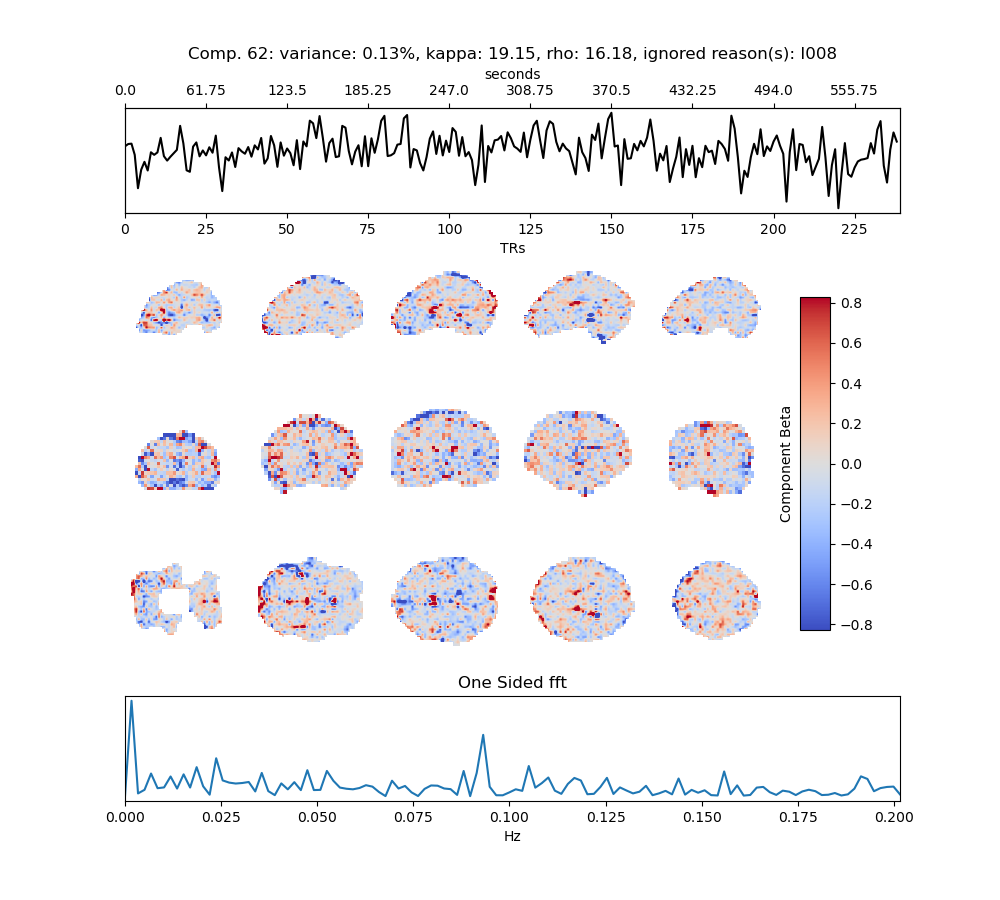 Comp. 62: variance: 0.13%, kappa: 19.15, rho: 16.18, ignored reason(s): I008
seconds
0.0 61.75 123.5 185.25 247.0 308.75 370.5 432.25 494.0 555.75
0 25 50 75 100 125 150 175 200 225
TRs
0.8
0.6
0.4
0.2
0.0
−0.2
−0.4
−0.6
−0.8
Component Beta
One Sided fft
0.000 0.025 0.050 0.075 0.100 0.125 0.150 0.175 0.200
Hz